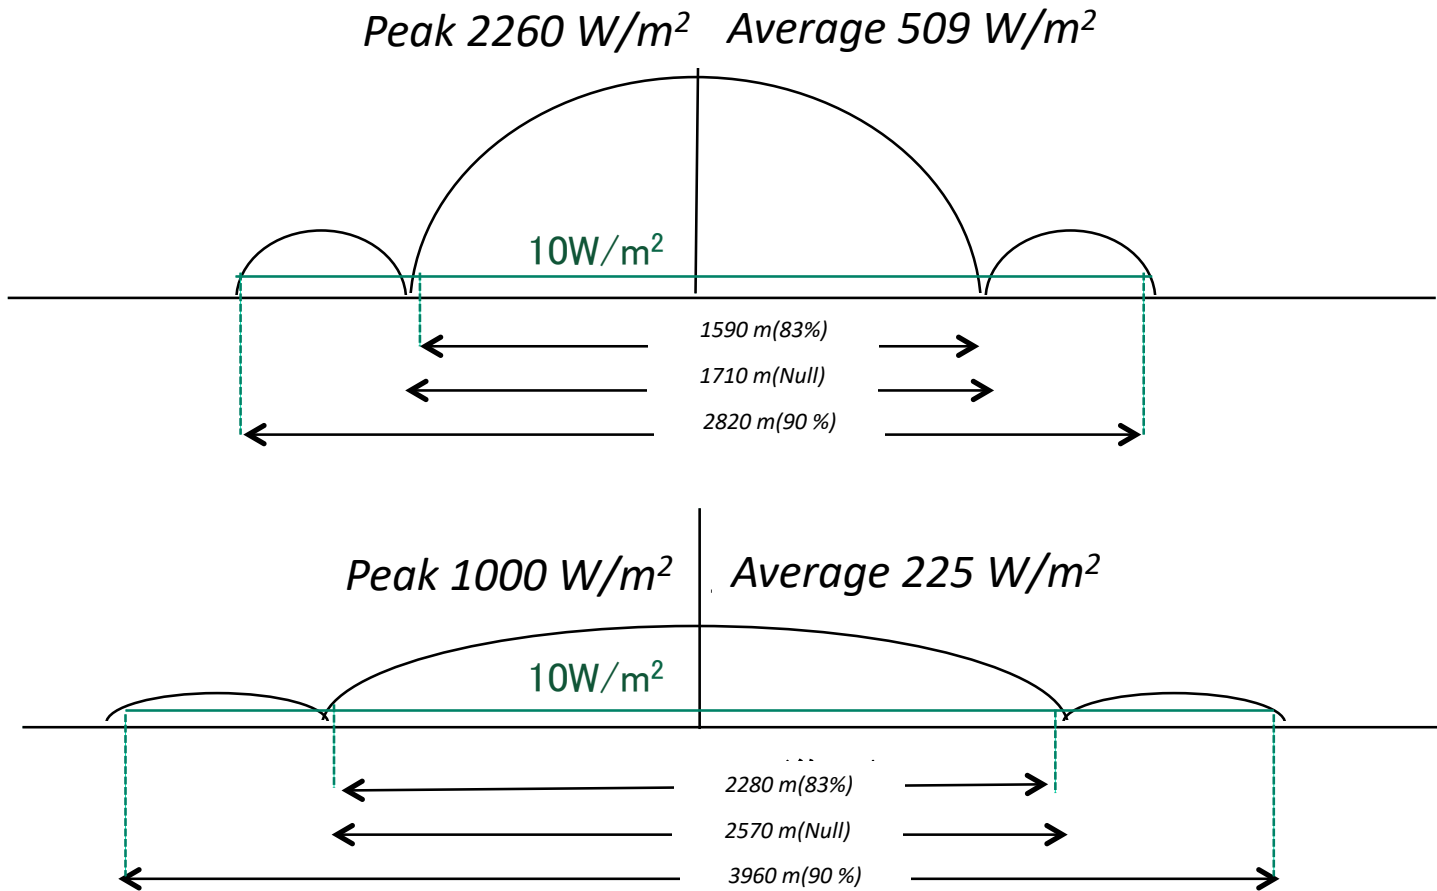 Peak 2260 W/m² Average 509 W/m²
10W/m²
1590 m(83%)
1710 m(Null)
2820 m(90 %)
Peak 1000 W/m² Average 225 W/m²
10W/m²
2280 m(83%)
2570 m(Null)
3960 m(90 %)